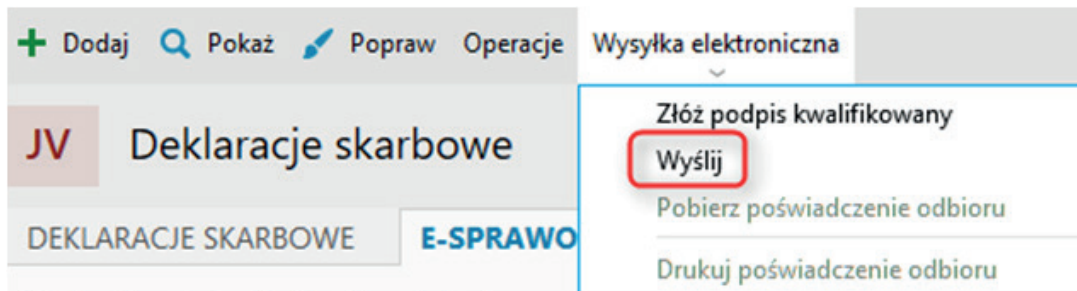 Dodaj Pokaż Popraw Operacje Wysyłka elektroniczna
Złóż podpis kwalifikowany
JV Deklaracje skarbowe
Wyślij
Pobierz poświadczenie odbioru
DEKLARACJE SKARBOWE E-SPRAWO
Drukuj poświadczenie odbioru